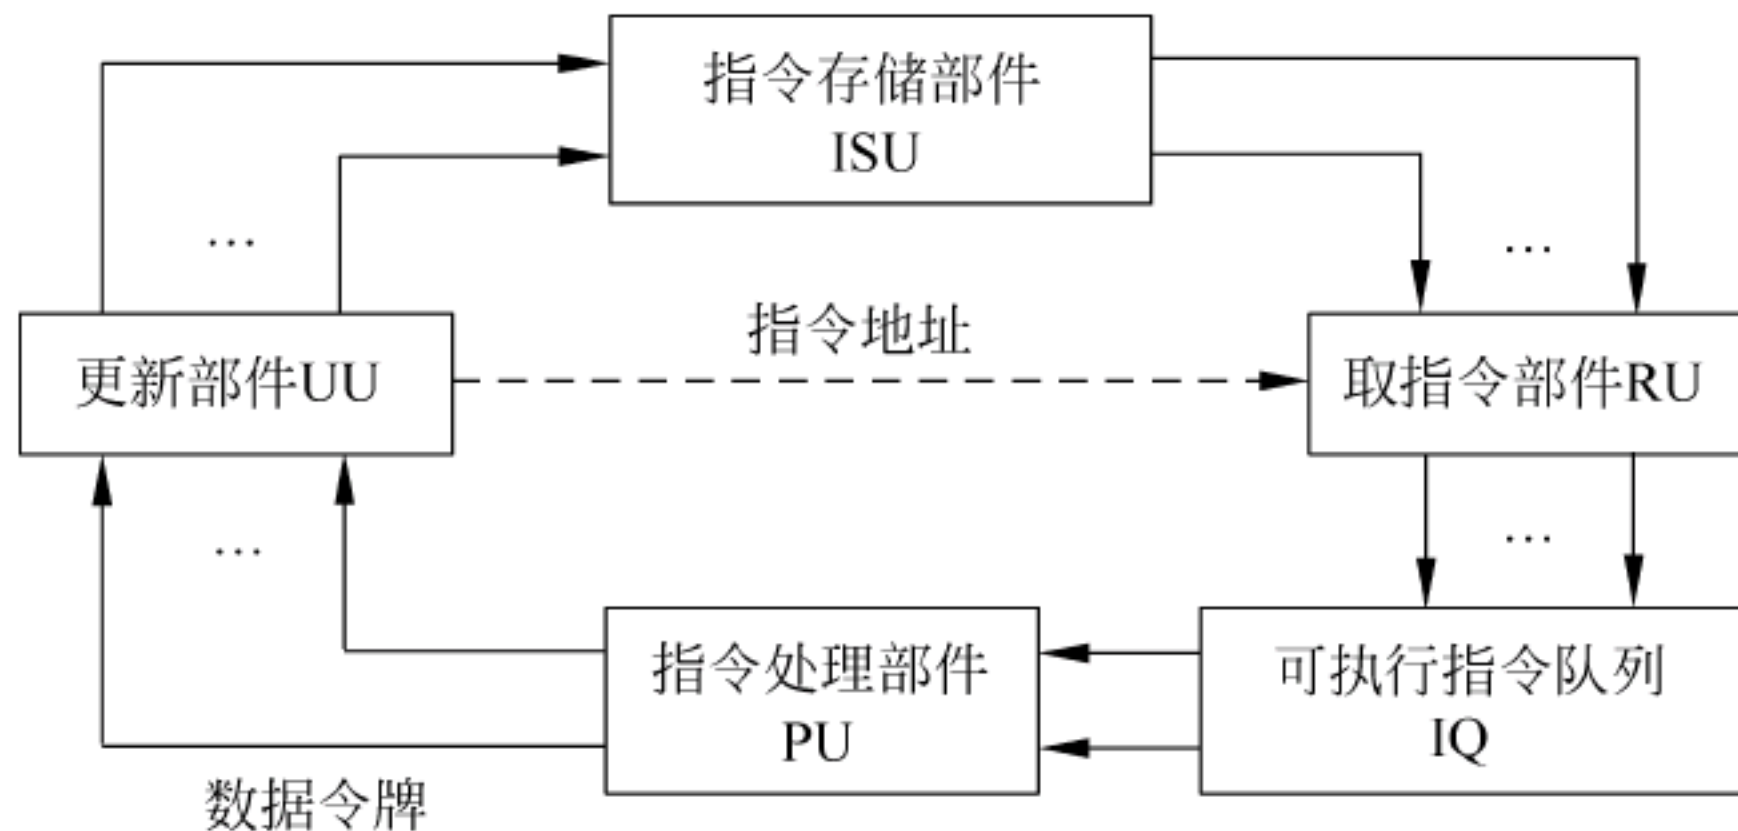 指令存储部件
ISU
…
…
指令地址
更新部件UU
取指令部件RU
…
…
指令处理部件
PU
可执行指令队列
IQ
数据令牌